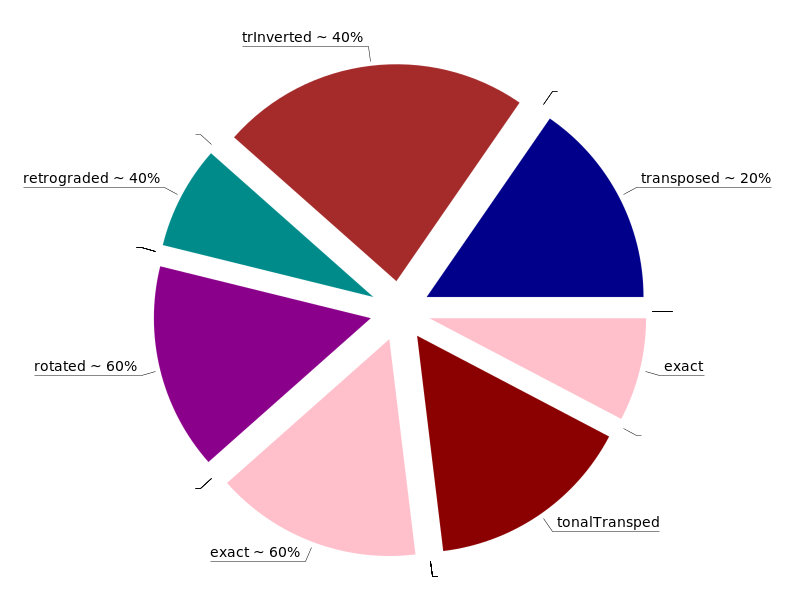 trInverted ~ 40%
retrograded ~ 40%
transposed ~ 20%
rotated ~ 60%
exact
tonalTransped
exact ~ 60%